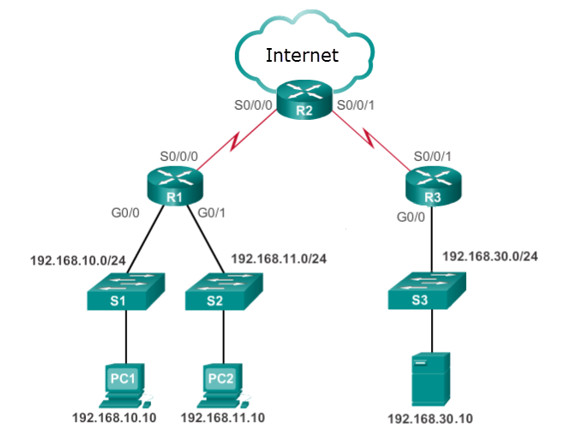 Internet
S0/0/0
R2
S0/0/1
S0/0/0
R1
S0/0/1
R3
G0/0
G0/1
G0/0
192.168.10.0/24
192.168.11.0/24
192.168.30.0/24
S1
S2
S3
PC1
PC2
192.168.10.10
192.168.11.10
192.168.30.10